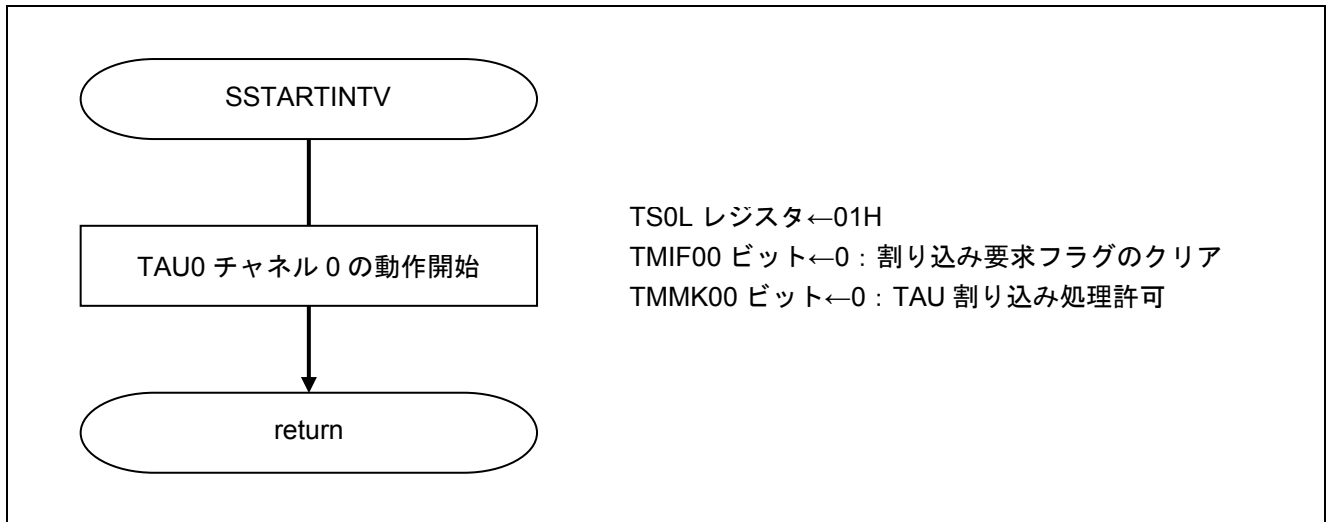 SSTARTINTV
TAU0 チャネル 0 の動作開始
TS0L レジスタ←01H
TMIF00 ビット←0：割り込み要求フラグのクリア
TMMK00 ビット←0：TAU 割り込み処理許可
return